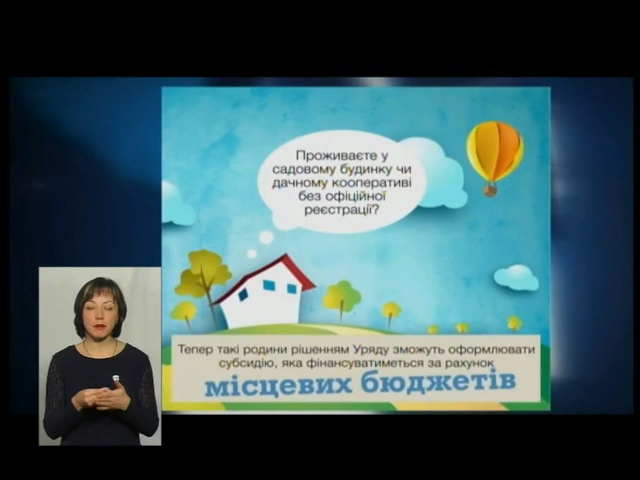 Проживаєте у
садовому будинку чи
дачному кооперативі
без офіційної
реєстрації?
Тепер такі родини рішенням Уряду зможуть оформлювати
субсидію, яка фінансуватиметься за рахунок
місцевих бюджетів